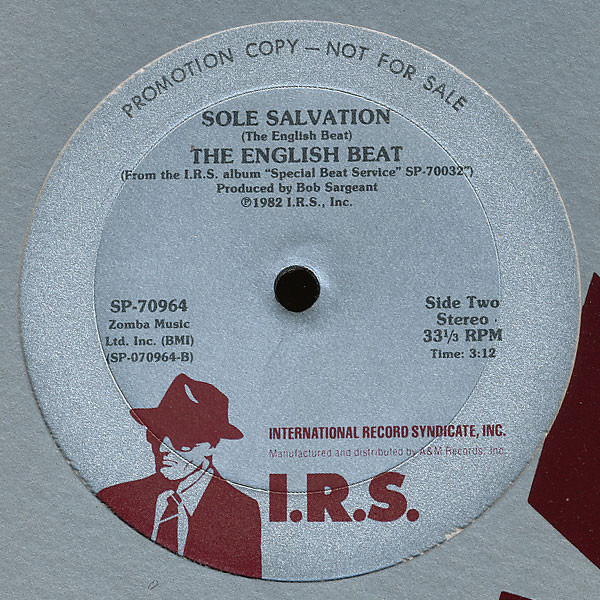 PROMOTION COPY — NOT FOR SALE
SOLE SALVATION
(The English Beat)
THE ENGLISH BEAT
(From the I.R.S. album "Special Beat Service" SP-70032")
Produced by Bob Sargeant
℗1982 I.R.S., Inc.
SP-70964
Zomba Music
Ltd. Inc. (BMI)
(SP-070964-B)
Side Two
Stereo
33⅓ RPM
Time: 3:12
INTERNATIONAL RECORD SYNDICATE, INC.
Manufactured and distributed by A&M Records, Inc.
I.R.S.